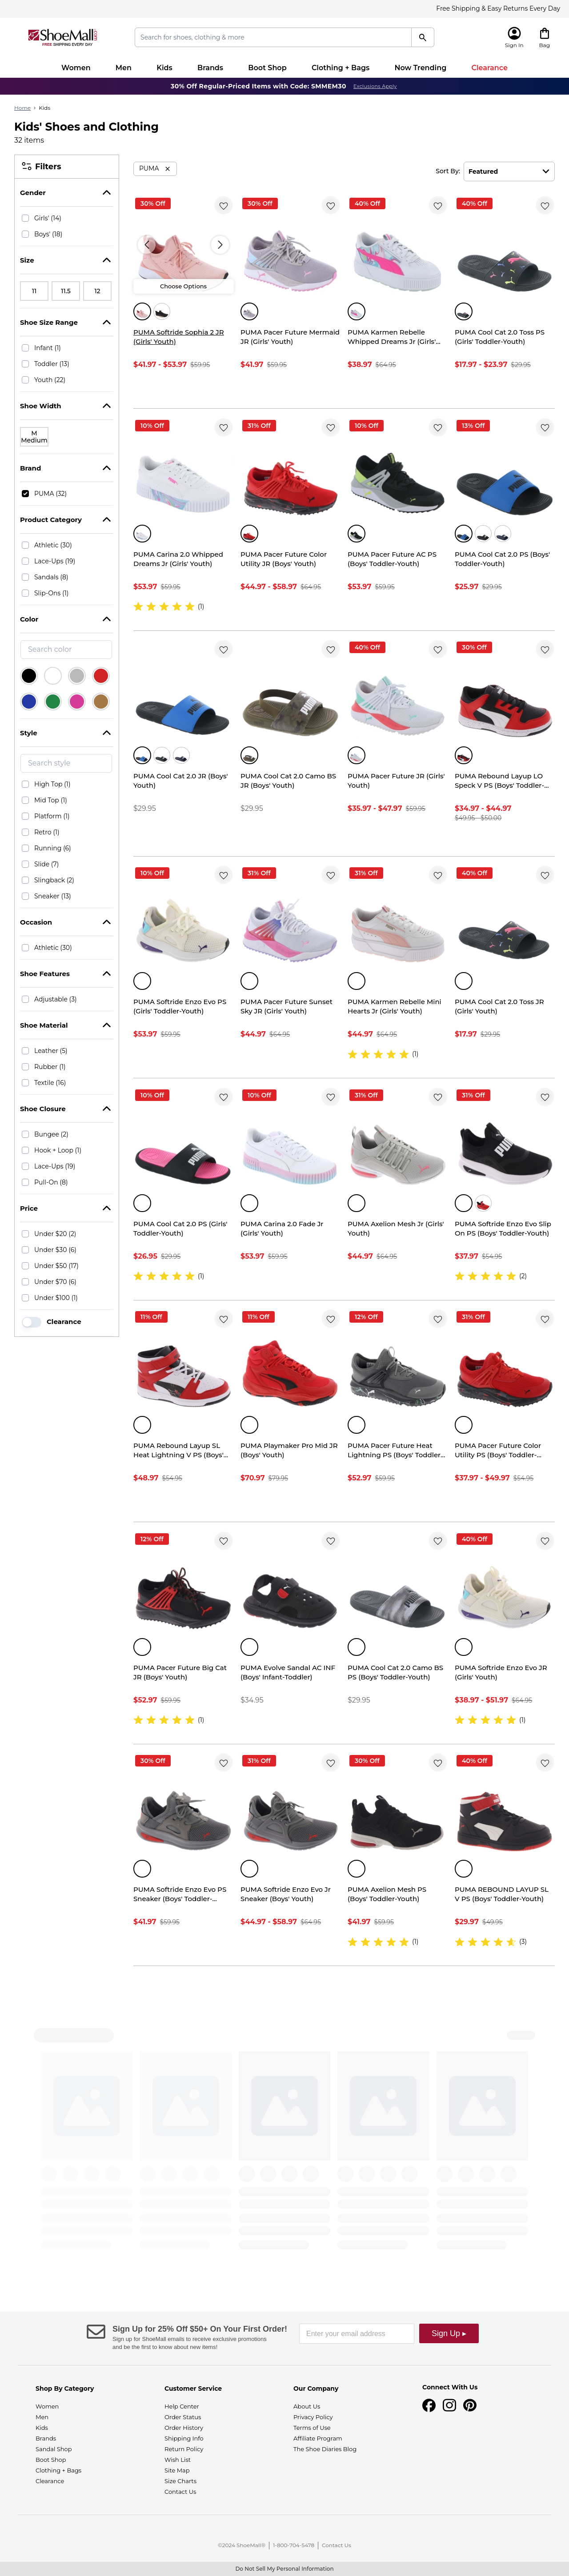 Free Shipping & Easy Returns Every Day
ShoeMall
FREE SHIPPING EVERY DAY
Search for shoes, clothing & more
Sign In
Bag
Women
Men
Kids
Brands
Boot Shop
Clothing + Bags
Now Trending
Clearance
30% Off Regular-Priced Items with Code: SMMEM30
Exclusions Apply
Home
Kids
Kids' Shoes and Clothing
32 items
Filters
Gender
Girls' (14)
Boys' (18)
Size
11
11.5
12
Shoe Size Range
Infant (1)
Toddler (13)
Youth (22)
Shoe Width
M
Medium
Brand
PUMA (32)
Product Category
Athletic (30)
Lace-Ups (19)
Sandals (8)
Slip-Ons (1)
Color
Search color
Style
Search style
High Top (1)
Mid Top (1)
Platform (1)
Retro (1)
Running (6)
Slide (7)
Slingback (2)
Sneaker (13)
Occasion
Athletic (30)
Shoe Features
Adjustable (3)
Shoe Material
Leather (5)
Rubber (1)
Textile (16)
Shoe Closure
Bungee (2)
Hook + Loop (1)
Lace-Ups (19)
Pull-On (8)
Price
Under $20 (2)
Under $30 (6)
Under $50 (17)
Under $70 (6)
Under $100 (1)
Clearance
PUMA ×
Sort By:
Featured
30% Off
Choose Options
PUMA Softride Sophia 2 JR
(Girls' Youth)
$41.97 - $53.97 $59.95
30% Off
PUMA Pacer Future Mermaid
JR (Girls' Youth)
$41.97 $59.95
40% Off
PUMA Karmen Rebelle
Whipped Dreams Jr (Girls'...
$38.97 $64.95
40% Off
PUMA Cool Cat 2.0 Toss PS
(Girls' Toddler-Youth)
$17.97 - $23.97 $29.95
10% Off
PUMA Carina 2.0 Whipped
Dreams Jr (Girls' Youth)
$53.97 $59.95
(1)
31% Off
PUMA Pacer Future Color
Utility JR (Boys' Youth)
$44.97 - $58.97 $64.95
10% Off
PUMA Pacer Future AC PS
(Boys' Toddler-Youth)
$53.97 $59.95
13% Off
PUMA Cool Cat 2.0 PS (Boys'
Toddler-Youth)
$25.97 $29.95
PUMA Cool Cat 2.0 JR (Boys'
Youth)
$29.95
PUMA Cool Cat 2.0 Camo BS
JR (Boys' Youth)
$29.95
40% Off
PUMA Pacer Future JR (Girls'
Youth)
$35.97 - $47.97 $59.95
30% Off
PUMA Rebound Layup LO
Speck V PS (Boys' Toddler-...
$34.97 - $44.97
$49.95 - $50.00
10% Off
PUMA Softride Enzo Evo PS
(Girls' Toddler-Youth)
$53.97 $59.95
31% Off
PUMA Pacer Future Sunset
Sky JR (Girls' Youth)
$44.97 $64.95
31% Off
PUMA Karmen Rebelle Mini
Hearts Jr (Girls' Youth)
$44.97 $64.95
(1)
40% Off
PUMA Cool Cat 2.0 Toss JR
(Girls' Youth)
$17.97 $29.95
10% Off
PUMA Cool Cat 2.0 PS (Girls'
Toddler-Youth)
$26.95 $29.95
(1)
10% Off
PUMA Carina 2.0 Fade Jr
(Girls' Youth)
$53.97 $59.95
31% Off
PUMA Axelion Mesh Jr (Girls'
Youth)
$44.97 $64.95
31% Off
PUMA Softride Enzo Evo Slip
On PS (Boys' Toddler-Youth)
$37.97 $54.95
(2)
11% Off
PUMA Rebound Layup SL
Heat Lightning V PS (Boys'...
$48.97 $54.95
11% Off
PUMA Playmaker Pro Mid JR
(Boys' Youth)
$70.97 $79.95
12% Off
PUMA Pacer Future Heat
Lightning PS (Boys' Toddler...
$52.97 $59.95
31% Off
PUMA Pacer Future Color
Utility PS (Boys' Toddler-...
$37.97 - $49.97 $54.95
12% Off
PUMA Pacer Future Big Cat
JR (Boys' Youth)
$52.97 $59.95
(1)
PUMA Evolve Sandal AC INF
(Boys' Infant-Toddler)
$34.95
PUMA Cool Cat 2.0 Camo BS
PS (Boys' Toddler-Youth)
$29.95
40% Off
PUMA Softride Enzo Evo JR
(Girls' Youth)
$38.97 - $51.97 $64.95
(1)
30% Off
PUMA Softride Enzo Evo PS
Sneaker (Boys' Toddler-...
$41.97 $59.95
31% Off
PUMA Softride Enzo Evo Jr
Sneaker (Boys' Youth)
$44.97 - $58.97 $64.95
30% Off
PUMA Axelion Mesh PS
(Boys' Toddler-Youth)
$41.97 $59.95
(1)
40% Off
PUMA REBOUND LAYUP SL
V PS (Boys' Toddler-Youth)
$29.97 $49.95
(3)
Sign Up for 25% Off $50+ On Your First Order!
Sign up for ShoeMall emails to receive exclusive promotions
and be the first to know about new items!
Enter your email address
Sign Up ▸
Shop By Category
Women
Men
Kids
Brands
Sandal Shop
Boot Shop
Clothing + Bags
Clearance
Customer Service
Help Center
Order Status
Order History
Shipping Info
Return Policy
Wish List
Site Map
Size Charts
Contact Us
Our Company
About Us
Privacy Policy
Terms of Use
Affiliate Program
The Shoe Diaries Blog
Connect With Us
©2024 ShoeMall®
1-800-704-5478
Contact Us
Do Not Sell My Personal Information